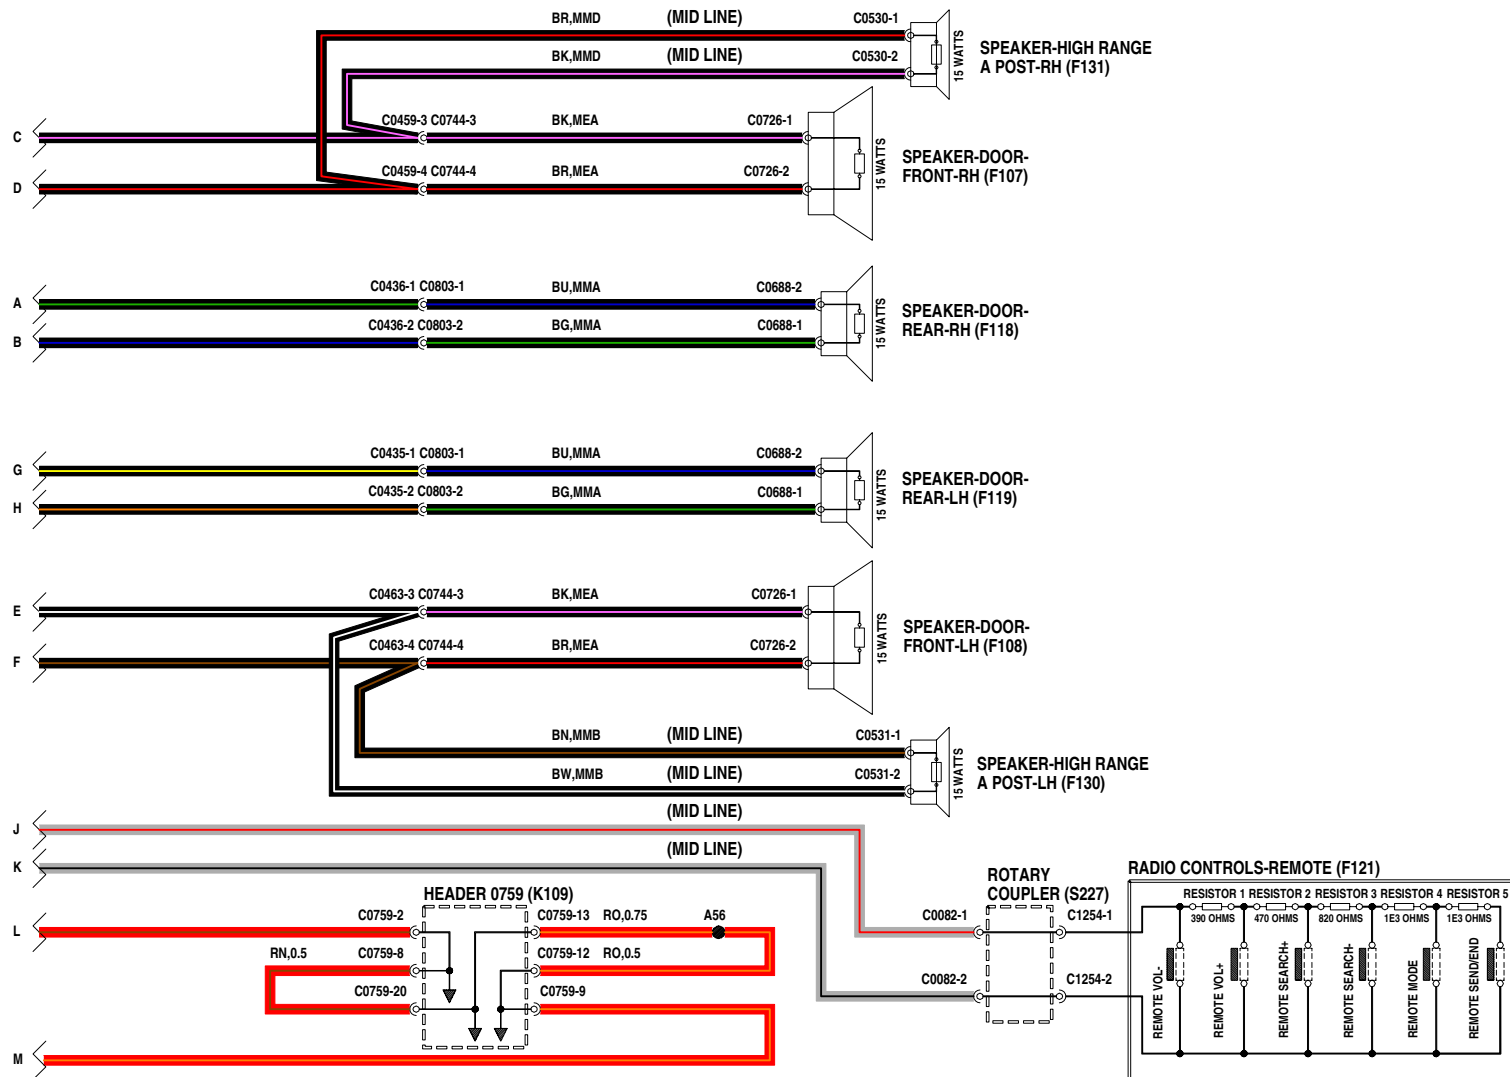 BR,MMD (MID LINE) C0530-1
BK,MMD (MID LINE) C0530-2
15 WATTS
SPEAKER-HIGH RANGE
A POST-RH (F131)
C C0459-3 C0744-3 BK,MEA C0726-1
D C0459-4 C0744-4 BR,MEA C0726-2
15 WATTS
SPEAKER-DOOR-
FRONT-RH (F107)
A C0436-1 C0803-1 BU,MMA C0688-2
B C0436-2 C0803-2 BG,MMA C0688-1
15 WATTS
SPEAKER-DOOR-
REAR-RH (F118)
G C0435-1 C0803-1 BU,MMA C0688-2
H C0435-2 C0803-2 BG,MMA C0688-1
15 WATTS
SPEAKER-DOOR-
REAR-LH (F119)
E C0463-3 C0744-3 BK,MEA C0726-1
F C0463-4 C0744-4 BR,MEA C0726-2
15 WATTS
SPEAKER-DOOR-
FRONT-LH (F108)
BN,MMB (MID LINE) C0531-1
BW,MMB (MID LINE) C0531-2
15 WATTS
SPEAKER-HIGH RANGE
A POST-LH (F130)
J (MID LINE)
K (MID LINE)
HEADER 0759 (K109)
L C0759-2 C0759-13 RO,0.75 A56
RN,0.5 C0759-8 C0759-12 RO,0.5
C0759-20 C0759-9
M
ROTARY
COUPLER (S227)
C0082-1 C1254-1
C0082-2 C1254-2
RADIO CONTROLS-REMOTE (F121)
RESISTOR 1 RESISTOR 2 RESISTOR 3 RESISTOR 4 RESISTOR 5
390 OHMS 470 OHMS 820 OHMS 1E3 OHMS 1E3 OHMS
REMOTE VOL-
REMOTE VOL+
REMOTE SEARCH+
REMOTE SEARCH-
REMOTE MODE
REMOTE SEND/END